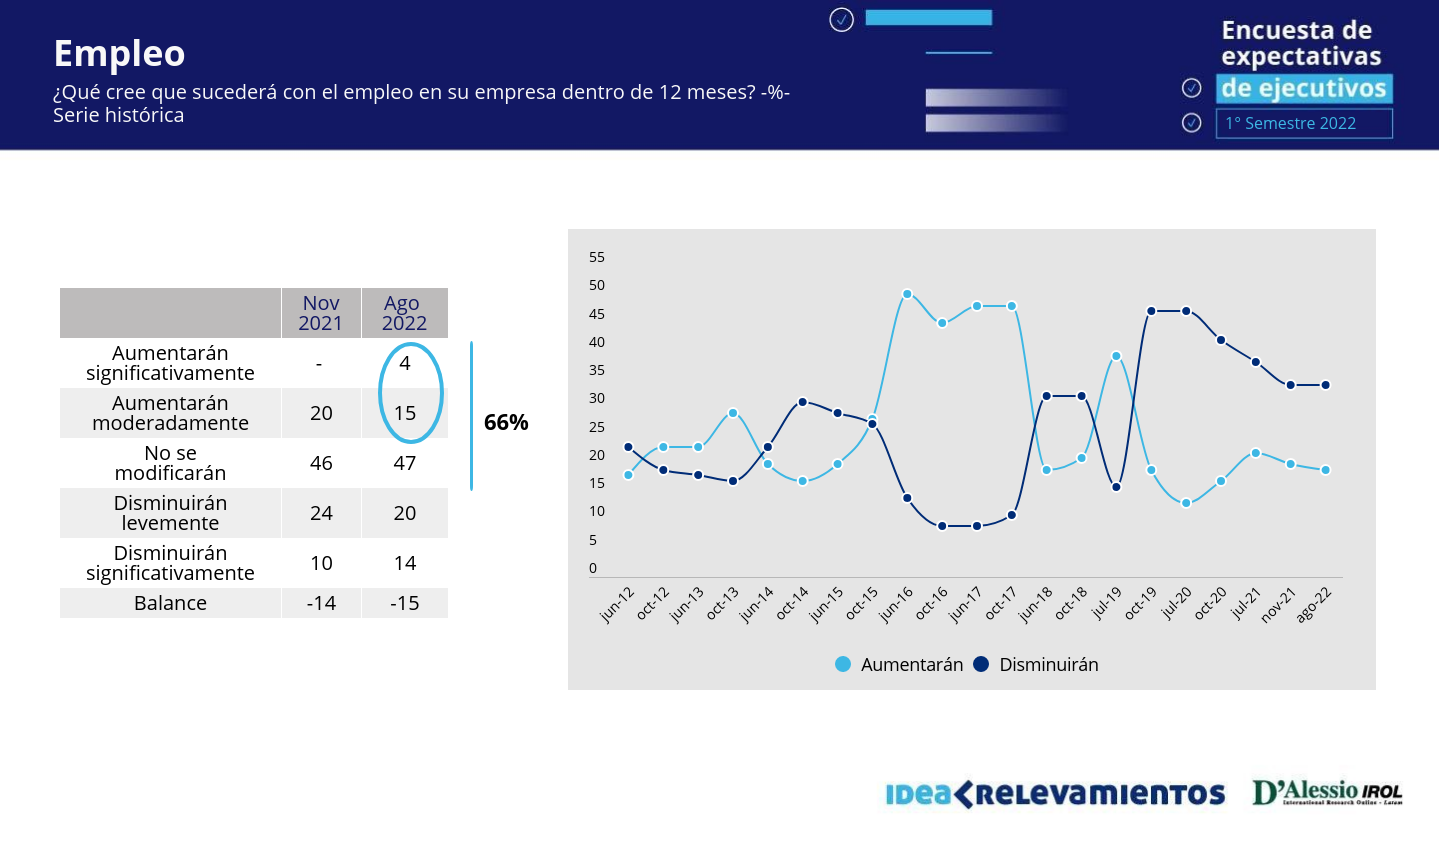 Empleo
¿Qué cree que sucederá con el empleo en su empresa dentro de 12 meses? -%-
Serie histórica
Encuesta de
expectativas
de ejecutivos
1° Semestre 2022
Nov
2021
Ago
2022
Aumentarán
significativamente
-
4
Aumentarán
moderadamente
20
15
No se
modificarán
46
47
Disminuirán
levemente
24
20
Disminuirán
significativamente
10
14
Balance
-14
-15
66%
55
50
45
40
35
30
25
20
15
10
5
0
jun-12
oct-12
jun-13
oct-13
jun-14
oct-14
jun-15
oct-15
jun-16
oct-16
jun-17
oct-17
jun-18
oct-18
jul-19
oct-19
jul-20
oct-20
jul-21
nov-21
ago-22
Aumentarán
Disminuirán
IDEA RELEVAMIENTOS
D'Alessio IROL
International Research Online - Latam